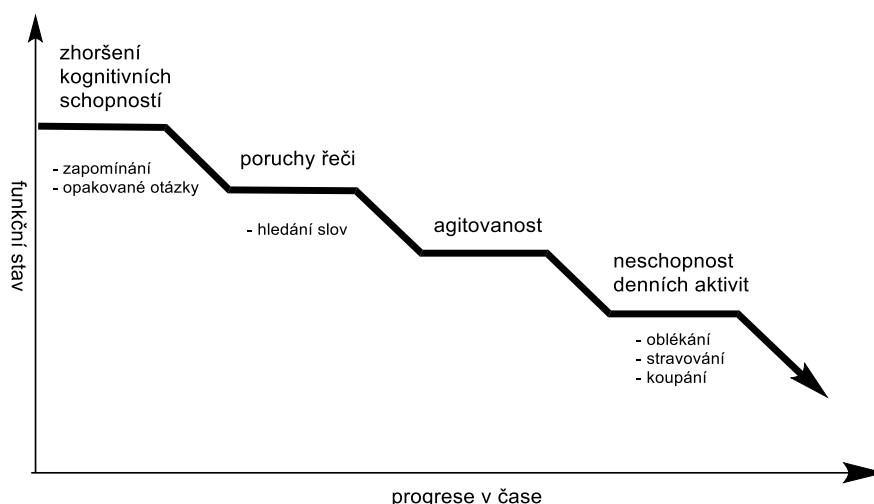 zhoršení
kognitivních
schopností
- zapomínání
- opakované otázky
poruchy řeči
- hledání slov
agitovanost
neschopnost
denních aktivit
- oblékání
- stravování
- koupání
funkční stav
progrese v čase